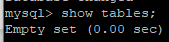 mysql> show tables;
Empty set (0.00 sec)